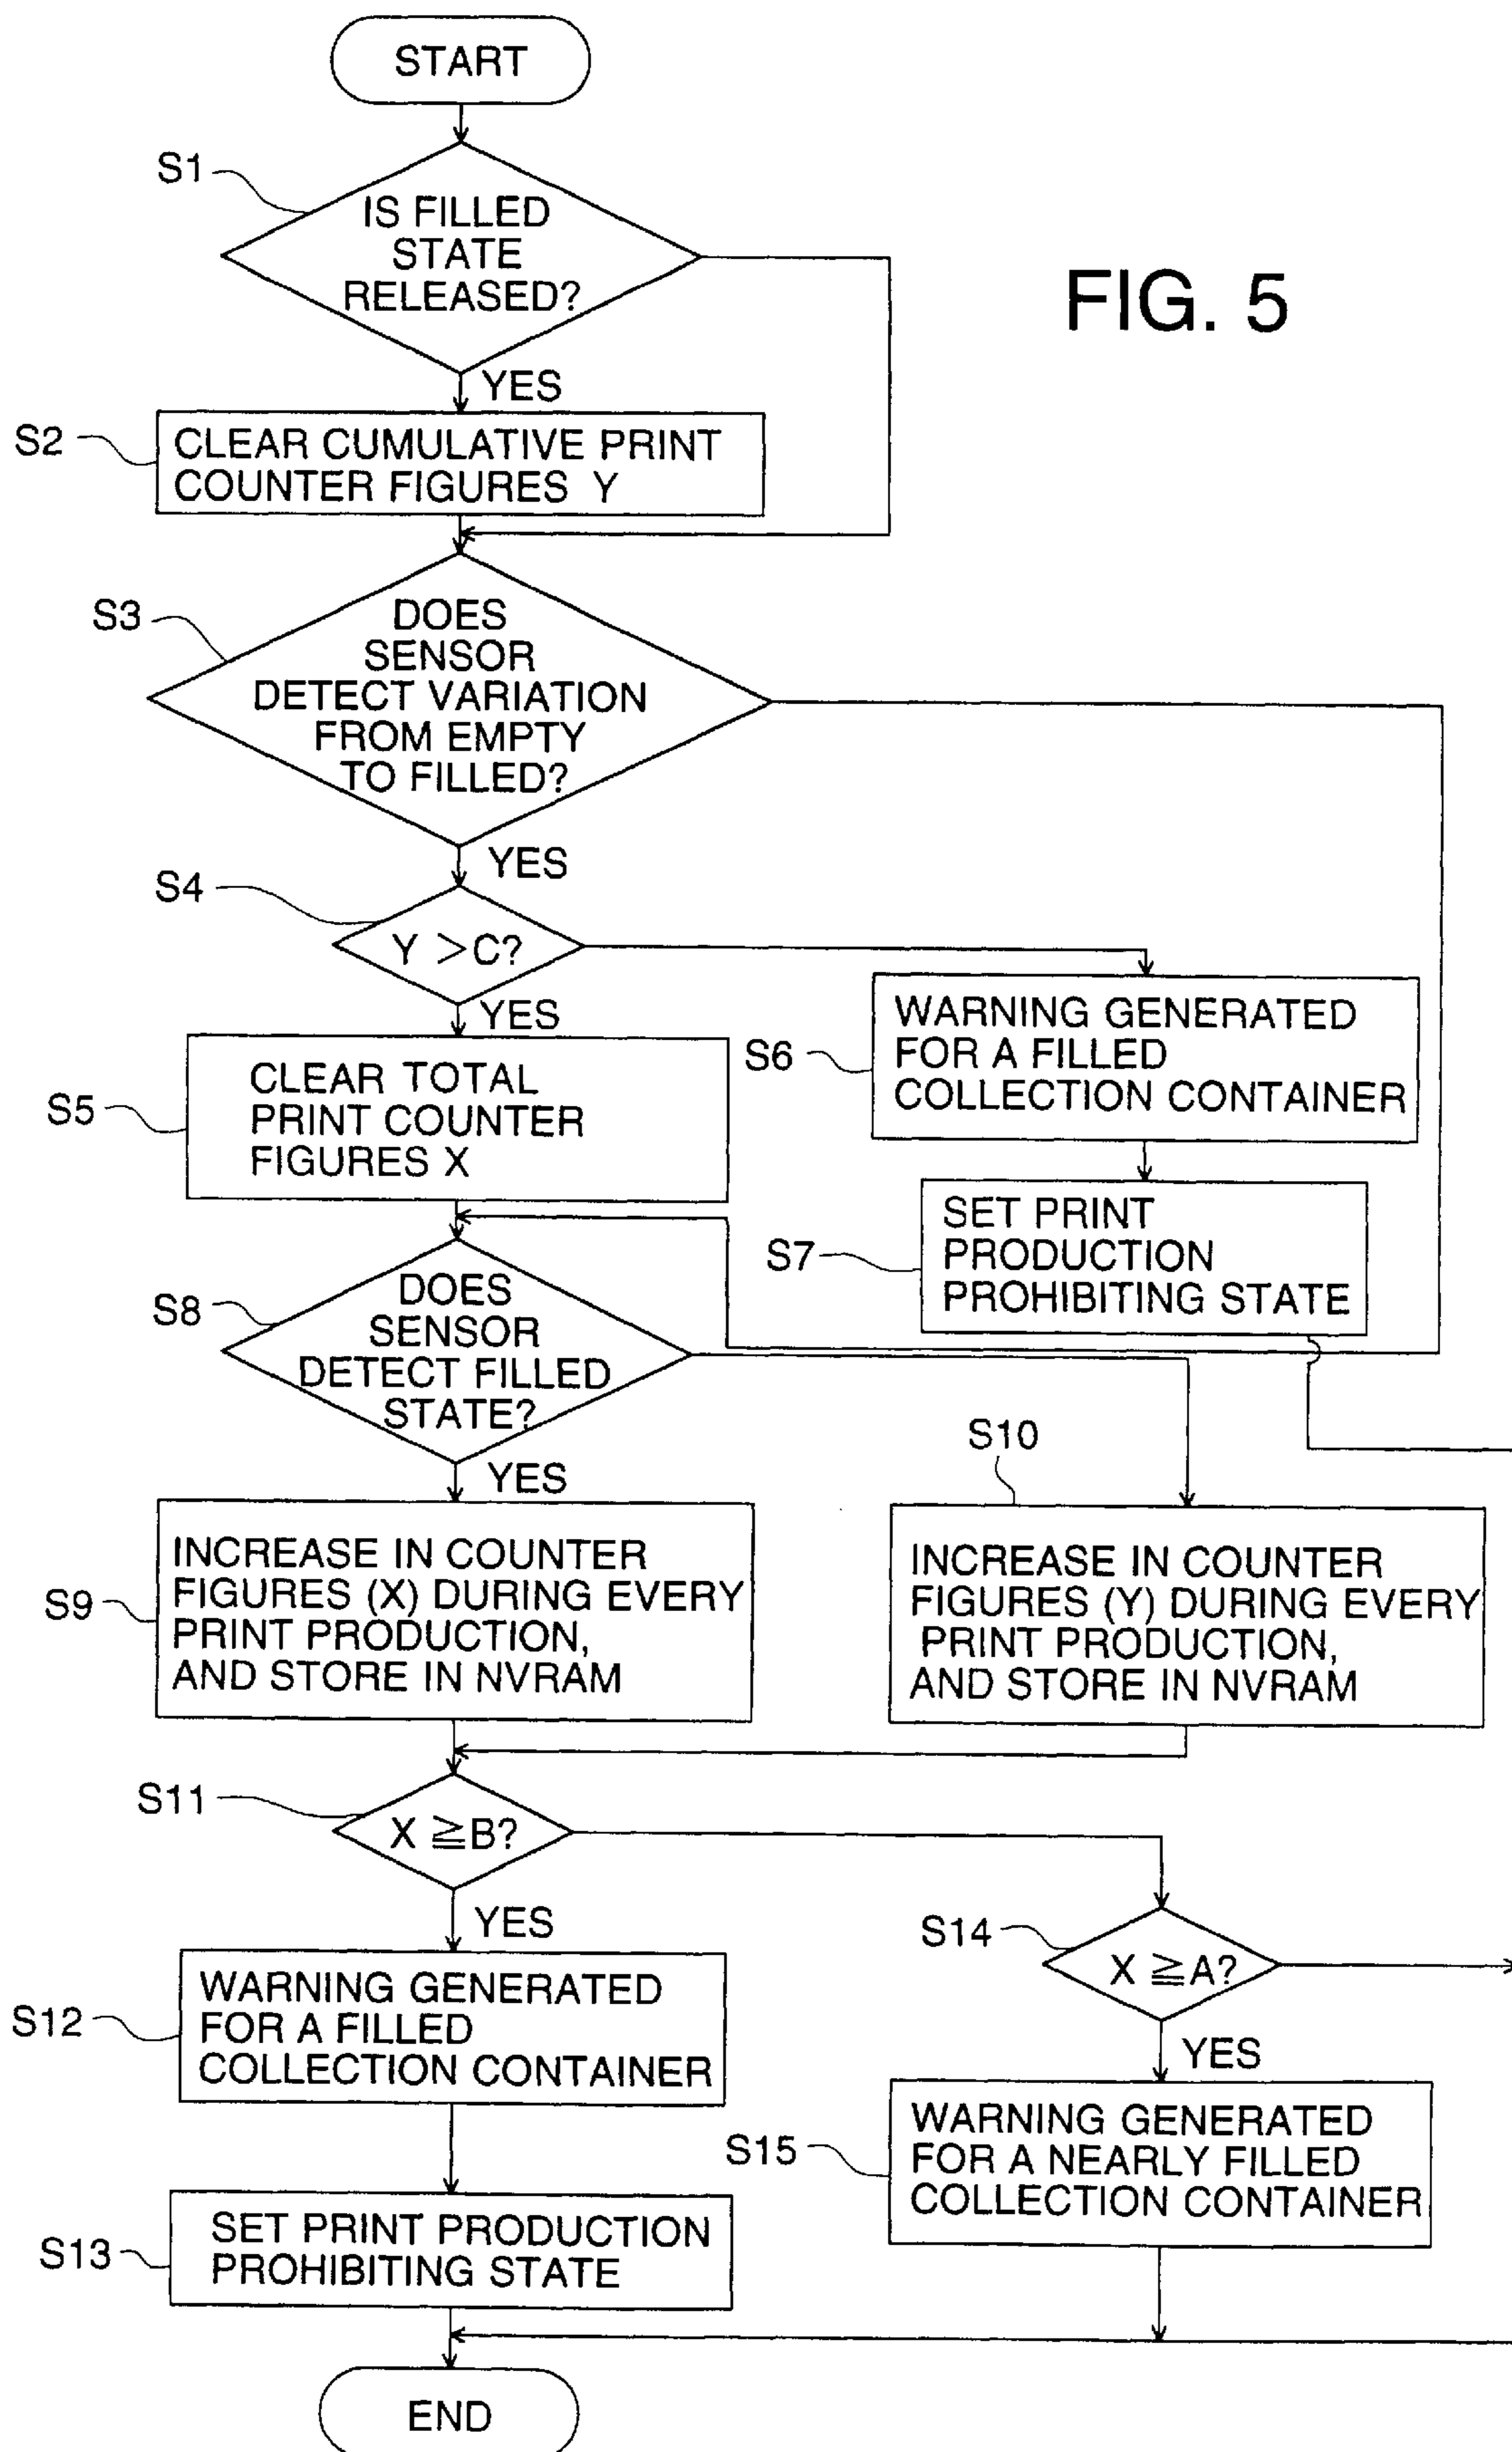 START
S1
IS FILLED
STATE
RELEASED?
FIG. 5
YES
S2
CLEAR CUMULATIVE PRINT
COUNTER FIGURES Y
S3
DOES
SENSOR
DETECT VARIATION
FROM EMPTY
TO FILLED?
YES
S4
Y >C?
YES
S5
CLEAR TOTAL
PRINT COUNTER
FIGURES X
S6
WARNING GENERATED
FOR A FILLED
COLLECTION CONTAINER
S7
SET PRINT
PRODUCTION
PROHIBITING STATE
S8
DOES
SENSOR
DETECT FILLED
STATE?
YES
S9
INCREASE IN COUNTER
FIGURES (X) DURING EVERY
PRINT PRODUCTION,
AND STORE IN NVRAM
S10
INCREASE IN COUNTER
FIGURES (Y) DURING EVERY
PRINT PRODUCTION,
AND STORE IN NVRAM
S11
X ≧B?
YES
S12
WARNING GENERATED
FOR A FILLED
COLLECTION CONTAINER
S13
SET PRINT PRODUCTION
PROHIBITING STATE
S14
X ≧A?
YES
S15
WARNING GENERATED
FOR A NEARLY FILLED
COLLECTION CONTAINER
END